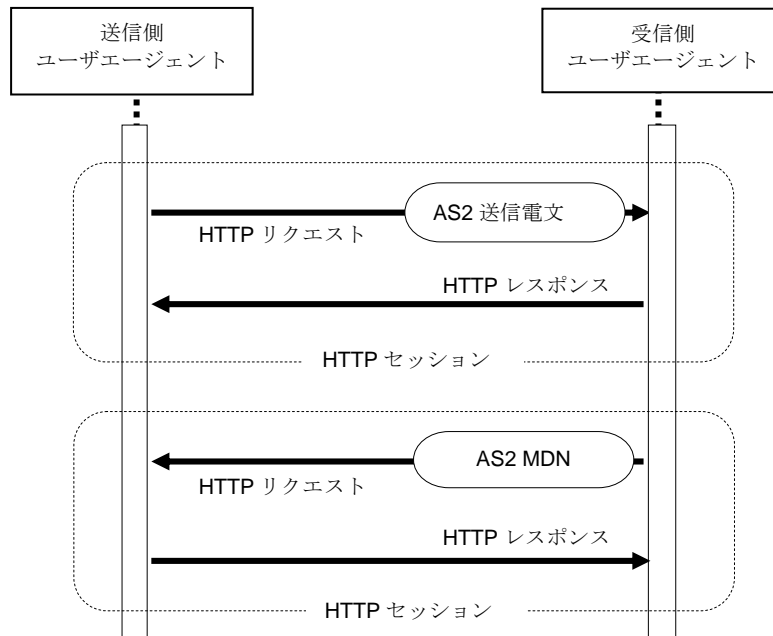 送信側
ユーザエージェント
受信側
ユーザエージェント
AS2 送信電文
HTTP リクエスト
HTTP レスポンス
HTTP セッション
AS2 MDN
HTTP リクエスト
HTTP レスポンス
HTTP セッション